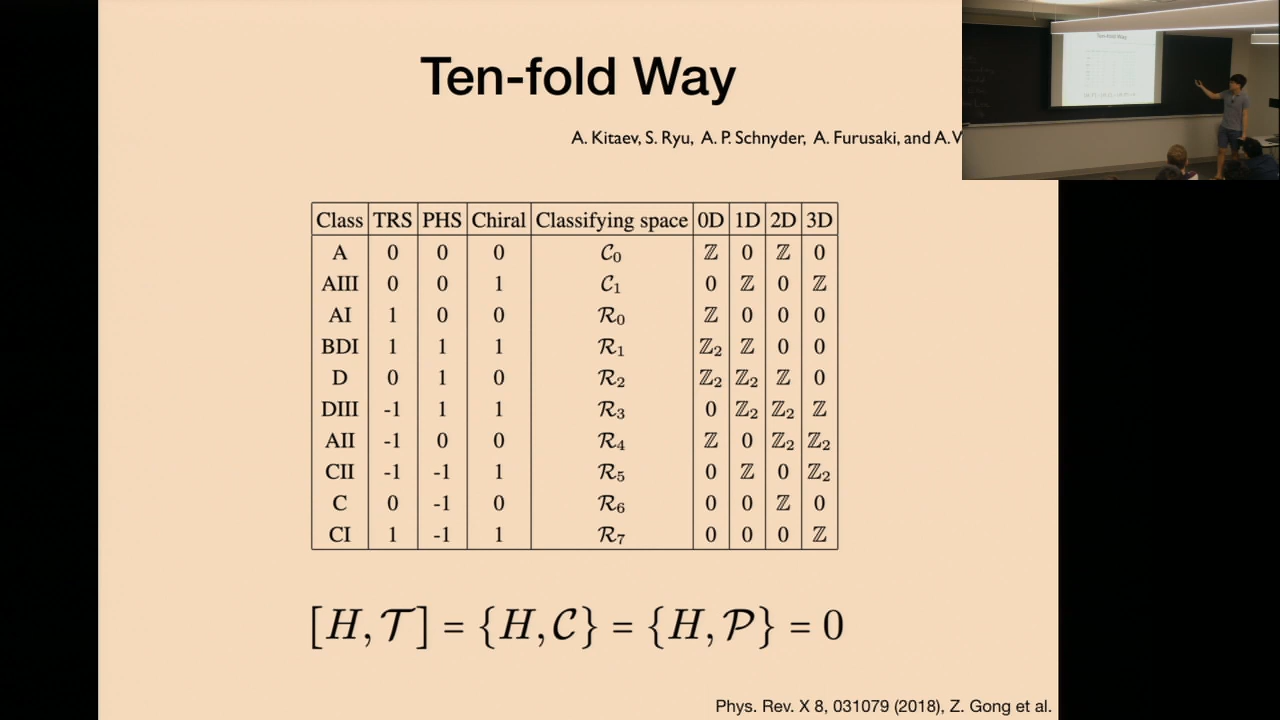 Ten-fold Way
A. Kitaev, S. Ryu, A. P. Schnyder, A. Furusaki, and A.
Class TRS PHS Chiral Classifying space 0D 1D 2D 3D
A 0 0 0 𝒞₀ ℤ 0 ℤ 0
AIII 0 0 1 𝒞₁ 0 ℤ 0 ℤ
AI 1 0 0 ℛ₀ ℤ 0 0 0
BDI 1 1 1 ℛ₁ ℤ₂ ℤ 0 0
D 0 1 0 ℛ₂ ℤ₂ ℤ₂ ℤ 0
DIII -1 1 1 ℛ₃ 0 ℤ₂ ℤ₂ ℤ
AII -1 0 0 ℛ₄ ℤ 0 ℤ₂ ℤ₂
CII -1 -1 1 ℛ₅ 0 ℤ 0 ℤ₂
C 0 -1 0 ℛ₆ 0 0 ℤ 0
CI 1 -1 1 ℛ₇ 0 0 0 ℤ
[H, 𝒯] = {H, 𝒞} = {H, 𝒫} = 0
Phys. Rev. X 8, 031079 (2018), Z. Gong et al.
Ten-fold Way